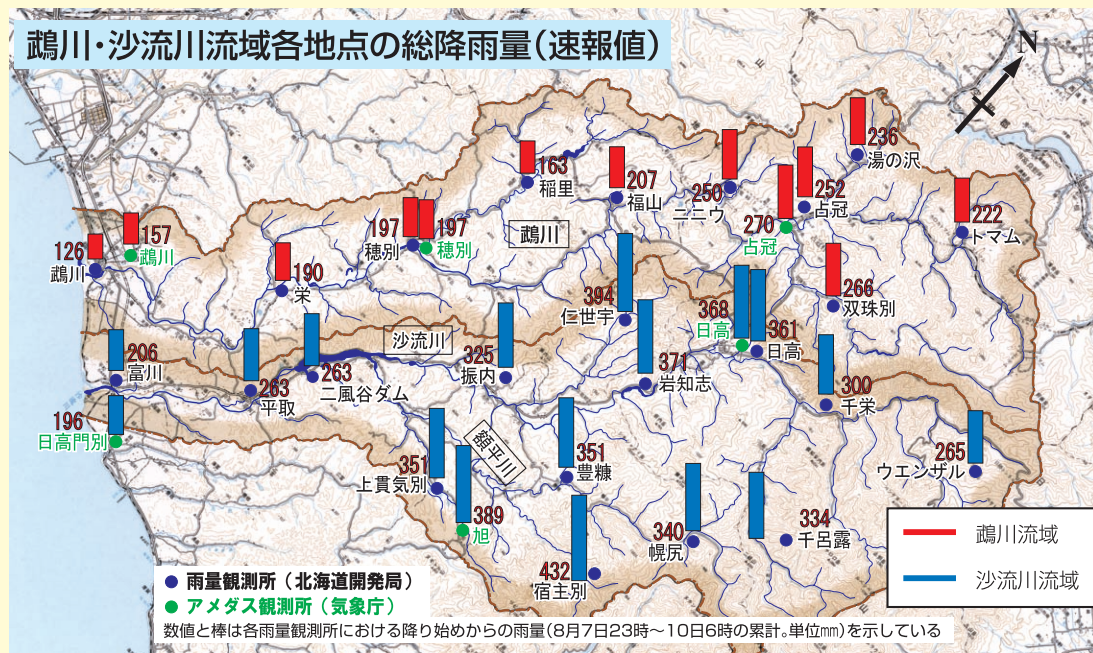 鵡川・沙流川流域各地点の総降雨量（速報値）
N
236
湯の沢
163
稲里
207
福山
250
ニニウ
252
占冠
270
占冠
222
トマム
157
鵡川
126
鵡川
197
穂別
197
穂別
鵡川
190
栄
266
双珠別
394
仁世宇
368
日高
361
日高
沙流川
325
振内
371
岩知志
206
富川
263
平取
263
二風谷ダム
300
千栄
196
日高門別
265
ウエンザル
額平川
351
上貫気別
351
豊糠
389
旭
340
幌尻
334
千呂露
432
宿主別
鵡川流域
沙流川流域
雨量観測所（北海道開発局）
アメダス観測所（気象庁）
数値と棒は各雨量観測所における降り始めからの雨量（8月7日23時～10日6時の累計。単位mm）を示している